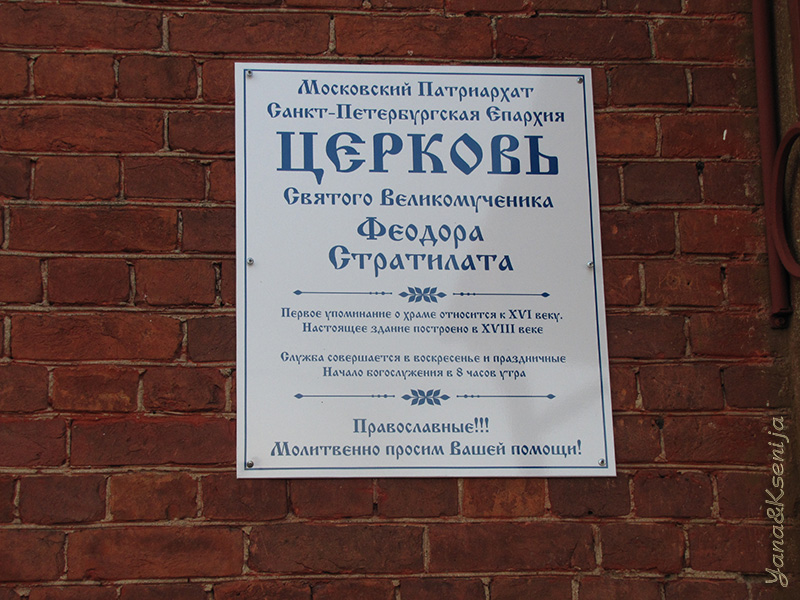 Московский Патриархат
Санкт-Петербургская Епархия
ЦЕРКОВЬ
Святого Великомученика
Феодора
Стратилата
Первое упоминание о храме относится к XVI веку.
Настоящее здание построено в XVIII веке
Служба совершается в воскресенье и праздничные
Начало богослужения в 8 часов утра
Православные!!!
Молитвенно просим Вашей помощи!
Yana&Ksenija